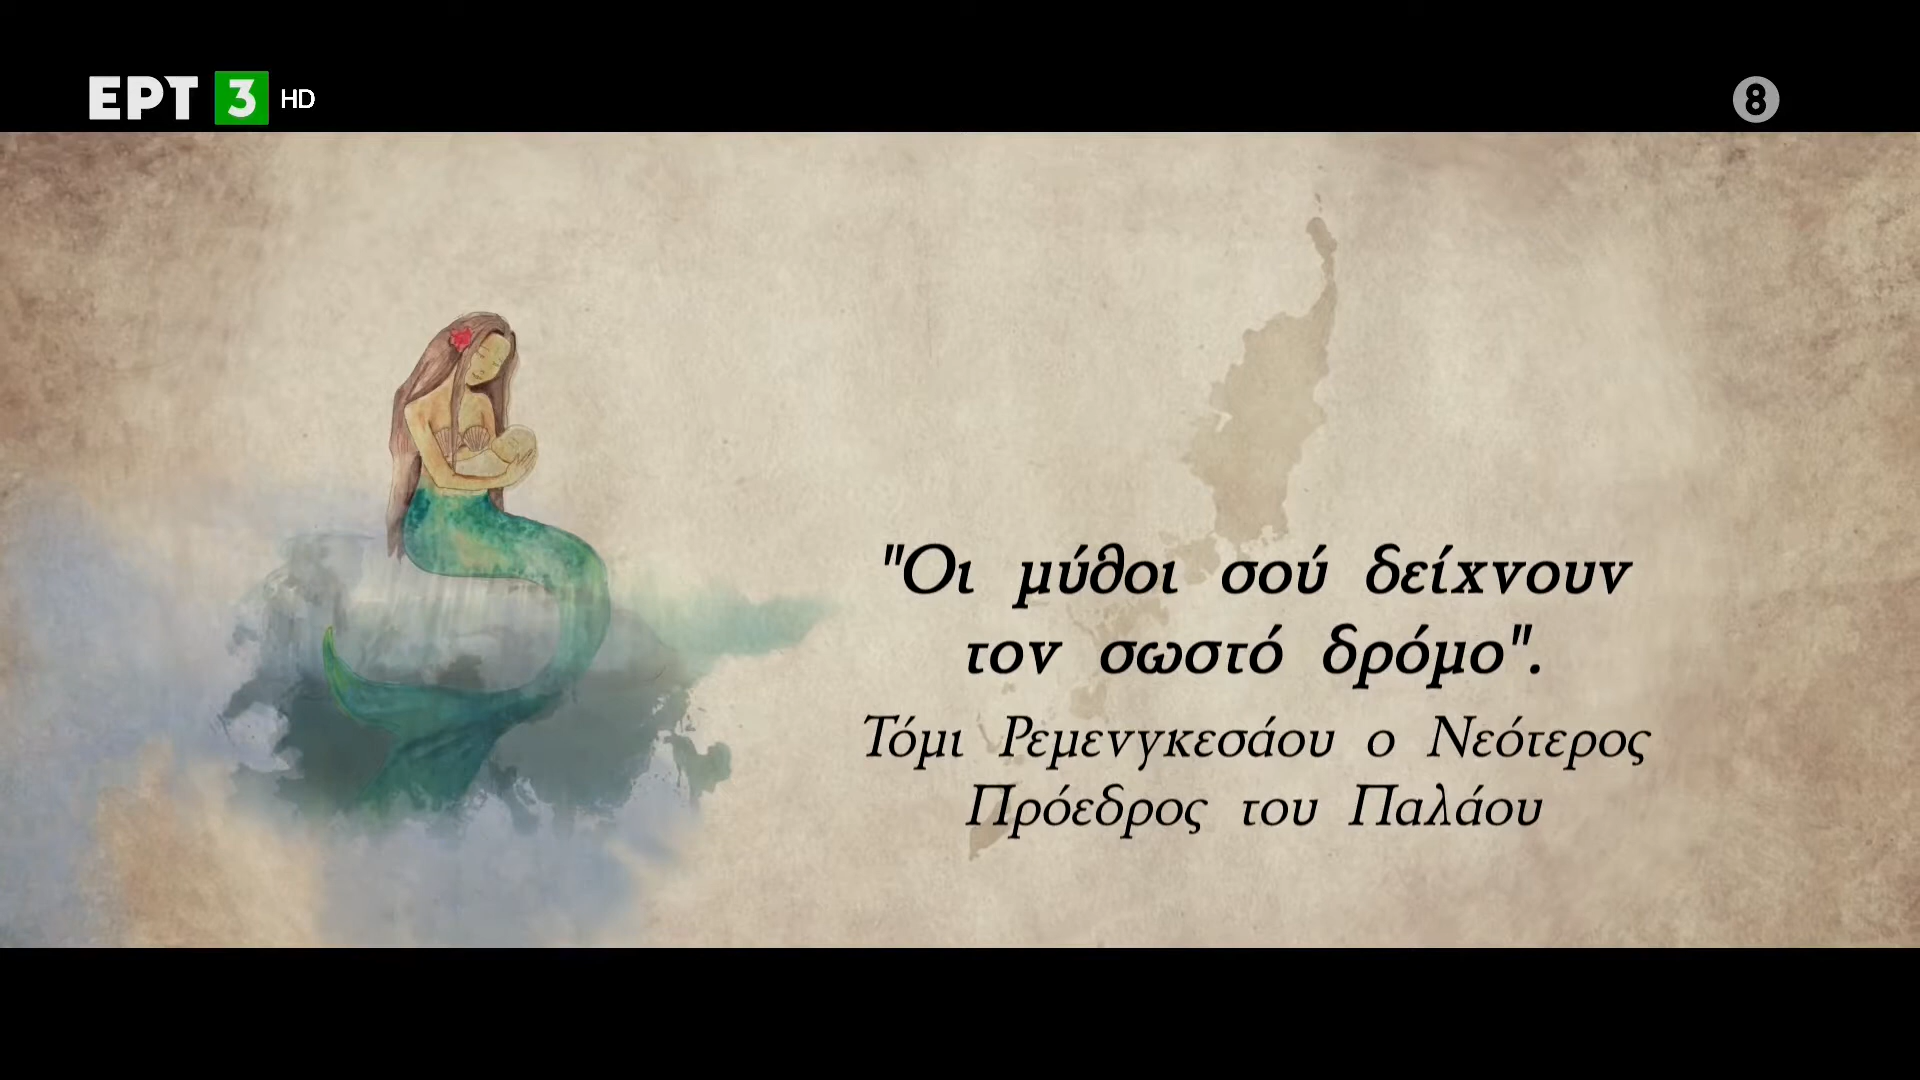 ΕΡΤ 3 HD
8
"Οι μύθοι σού δείχνουν
τον σωστό δρόμο".
Τόμι Ρεμενγκεσάου ο Νεότερος
Πρόεδρος του Παλάου